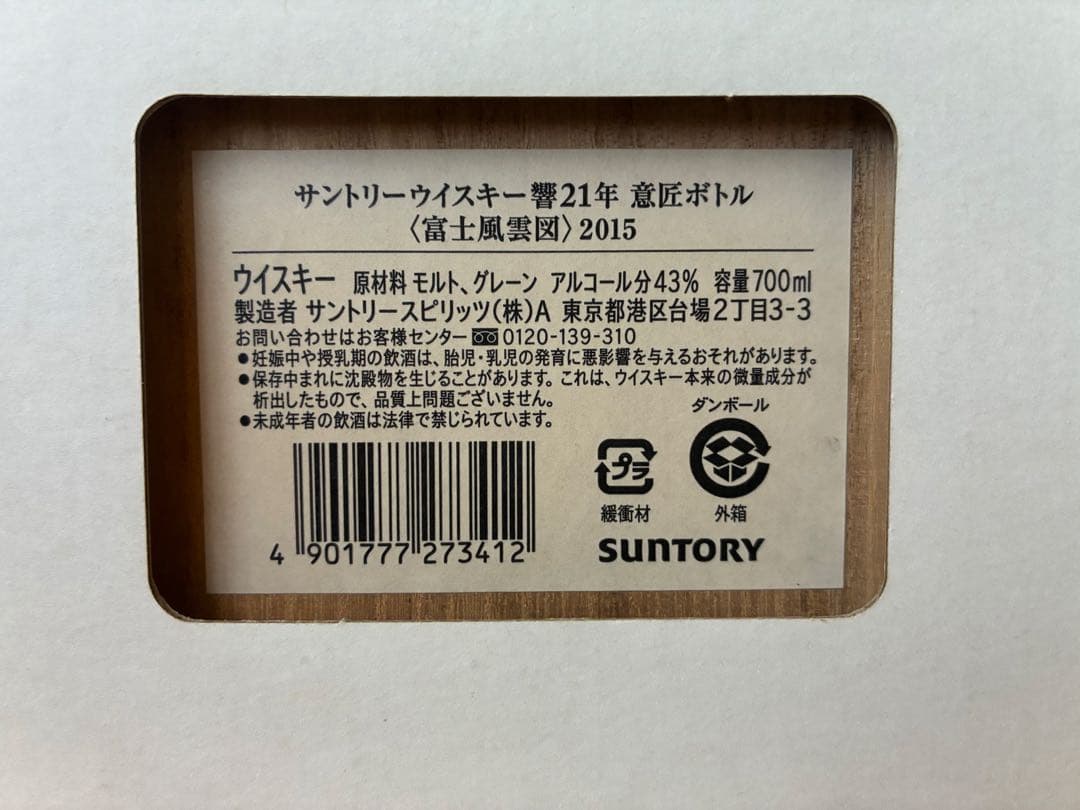 サントリーウイスキー響21年 意匠ボトル
〈富士風雲図〉2015
ウイスキー 原材料 モルト、グレーン アルコール分43% 容量700ml
製造者 サントリースピリッツ(株)A 東京都港区台場2丁目3-3
お問い合わせはお客様センター 0120-139-310
●妊娠中や授乳期の飲酒は、胎児・乳児の発育に悪影響を与えるおそれがあります。
●保存中まれに沈殿物を生じることがあります。これは、ウイスキー本来の微量成分が
析出したもので、品質上問題ございません。
●未成年者の飲酒は法律で禁じられています。
ダンボール
プラ
緩衝材
外箱
4 901777 273412
SUNTORY